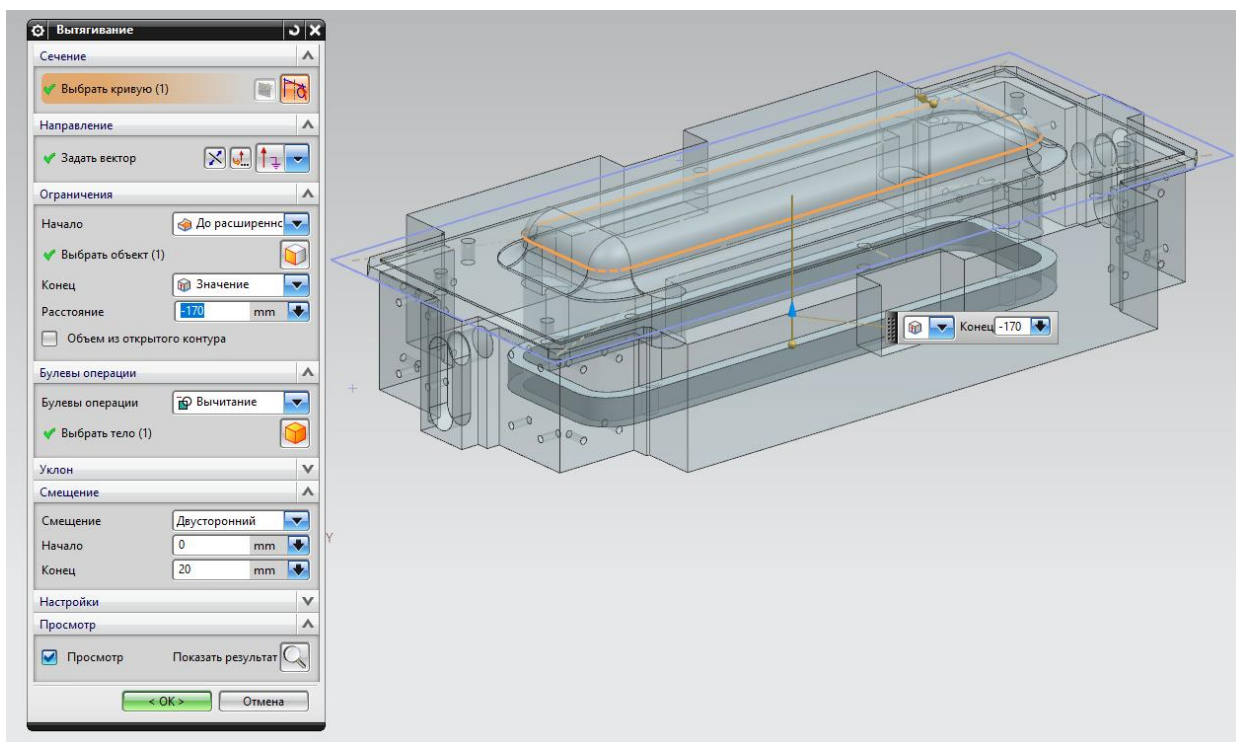 Вытягивание
Сечение
Выбрать кривую (1)
Направление
Задать вектор
Ограничения
Начало До расширеннс
Выбрать объект (1)
Конец Значение
Расстояние -170 mm
Объем из открытого контура
Булевы операции
Булевы операции Вычитание
Выбрать тело (1)
Уклон
Смещение
Смещение Двусторонний
Начало 0 mm
Конец 20 mm
Настройки
Просмотр
Просмотр Показать результат
< OK > Отмена
Конец -170
Y